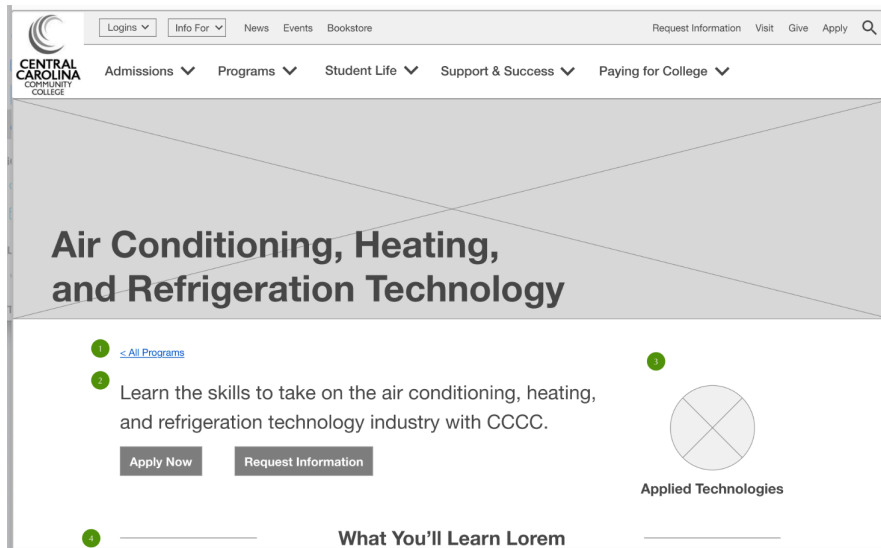 Logins
Info For
News
Events
Bookstore
Request Information
Visit
Give
Apply
CENTRAL
CAROLINA
COMMUNITY
COLLEGE
Admissions
Programs
Student Life
Support & Success
Paying for College
Air Conditioning, Heating,
and Refrigeration Technology
1
< All Programs
2
Learn the skills to take on the air conditioning, heating,
and refrigeration technology industry with CCCC.
Apply Now
Request Information
3
Applied Technologies
4
What You'll Learn Lorem